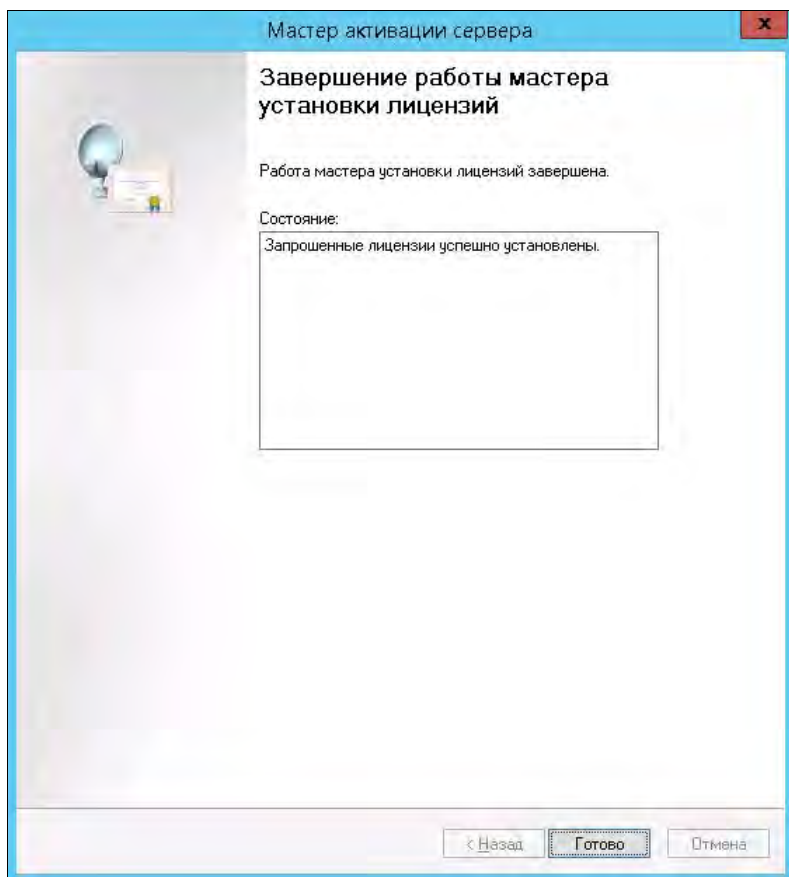 Мастер активации сервера
x
Завершение работы мастера
установки лицензий
Работа мастера установки лицензий завершена.
Состояние:
Запрошенные лицензии успешно установлены.
< Назад Готово Отмена